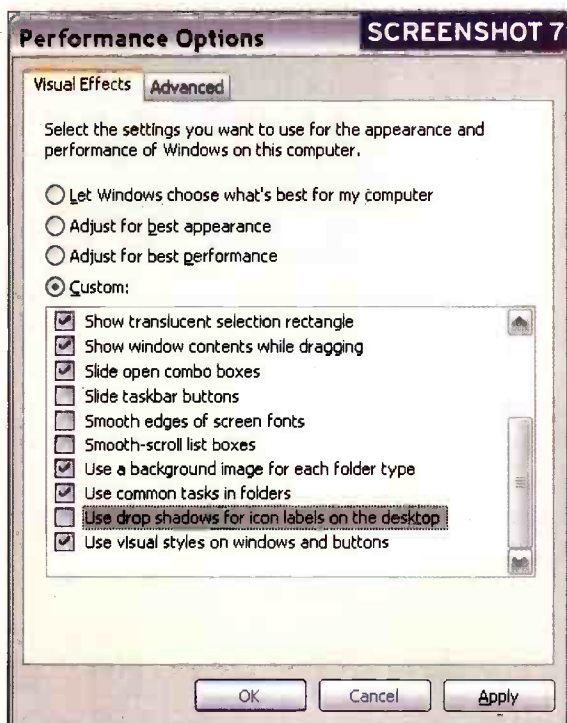 Performance Options
SCREENSHOT 7
Visual Effects
Advanced
Select the settings you want to use for the appearance and
performance of Windows on this computer.
Let Windows choose what's best for my computer
Adjust for best appearance
Adjust for best performance
Custom:
Show translucent selection rectangle
Show window contents while dragging
Slide open combo boxes
Slide taskbar buttons
Smooth edges of screen fonts
Smooth-scroll list boxes
Use a background image for each folder type
Use common tasks in folders
Use drop shadows for icon labels on the desktop
Use visual styles on windows and buttons
OK
Cancel
Apply